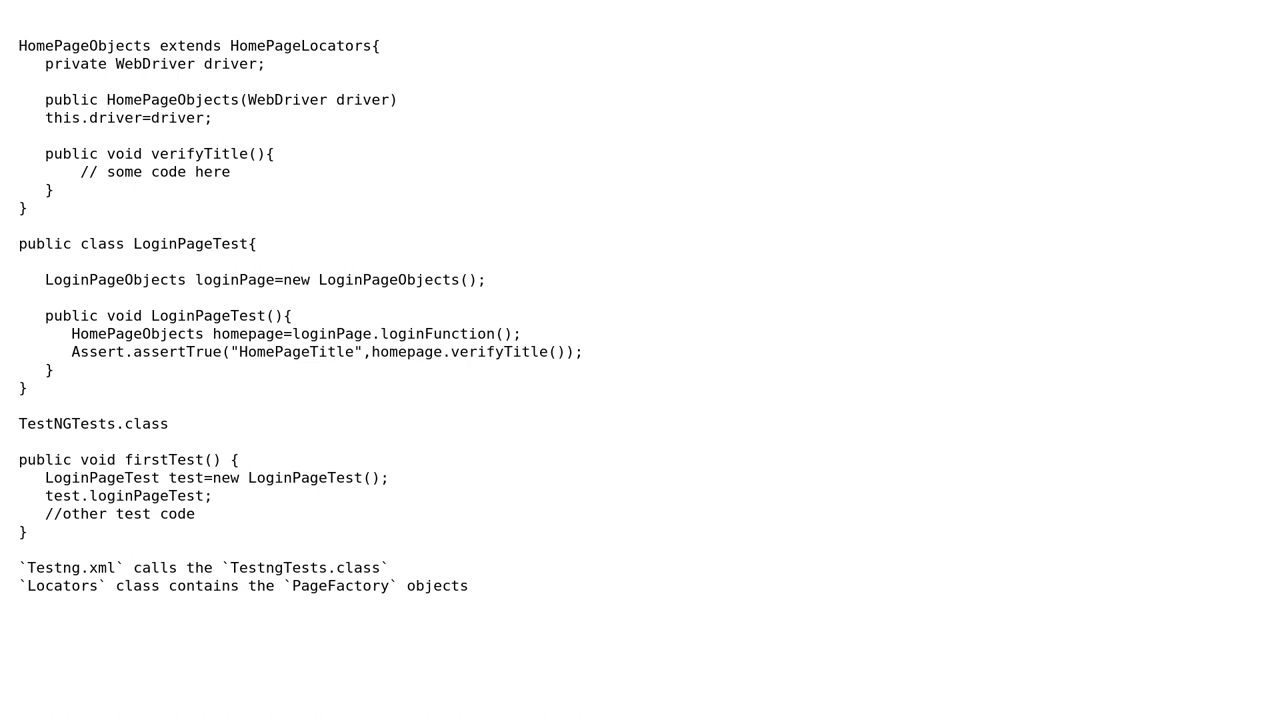 HomePageObjects extends HomePageLocators{
   private WebDriver driver;

   public HomePageObjects(WebDriver driver)
   this.driver=driver;

   public void verifyTitle(){
       // some code here
   }
}

public class LoginPageTest{

   LoginPageObjects loginPage=new LoginPageObjects();

   public void LoginPageTest(){
      HomePageObjects homepage=loginPage.loginFunction();
      Assert.assertTrue("HomePageTitle",homepage.verifyTitle());
   }
}

TestNGTests.class

public void firstTest() {
   LoginPageTest test=new LoginPageTest();
   test.loginPageTest;
   //other test code
}

`Testng.xml` calls the `TestngTests.class`
`Locators` class contains the `PageFactory` objects